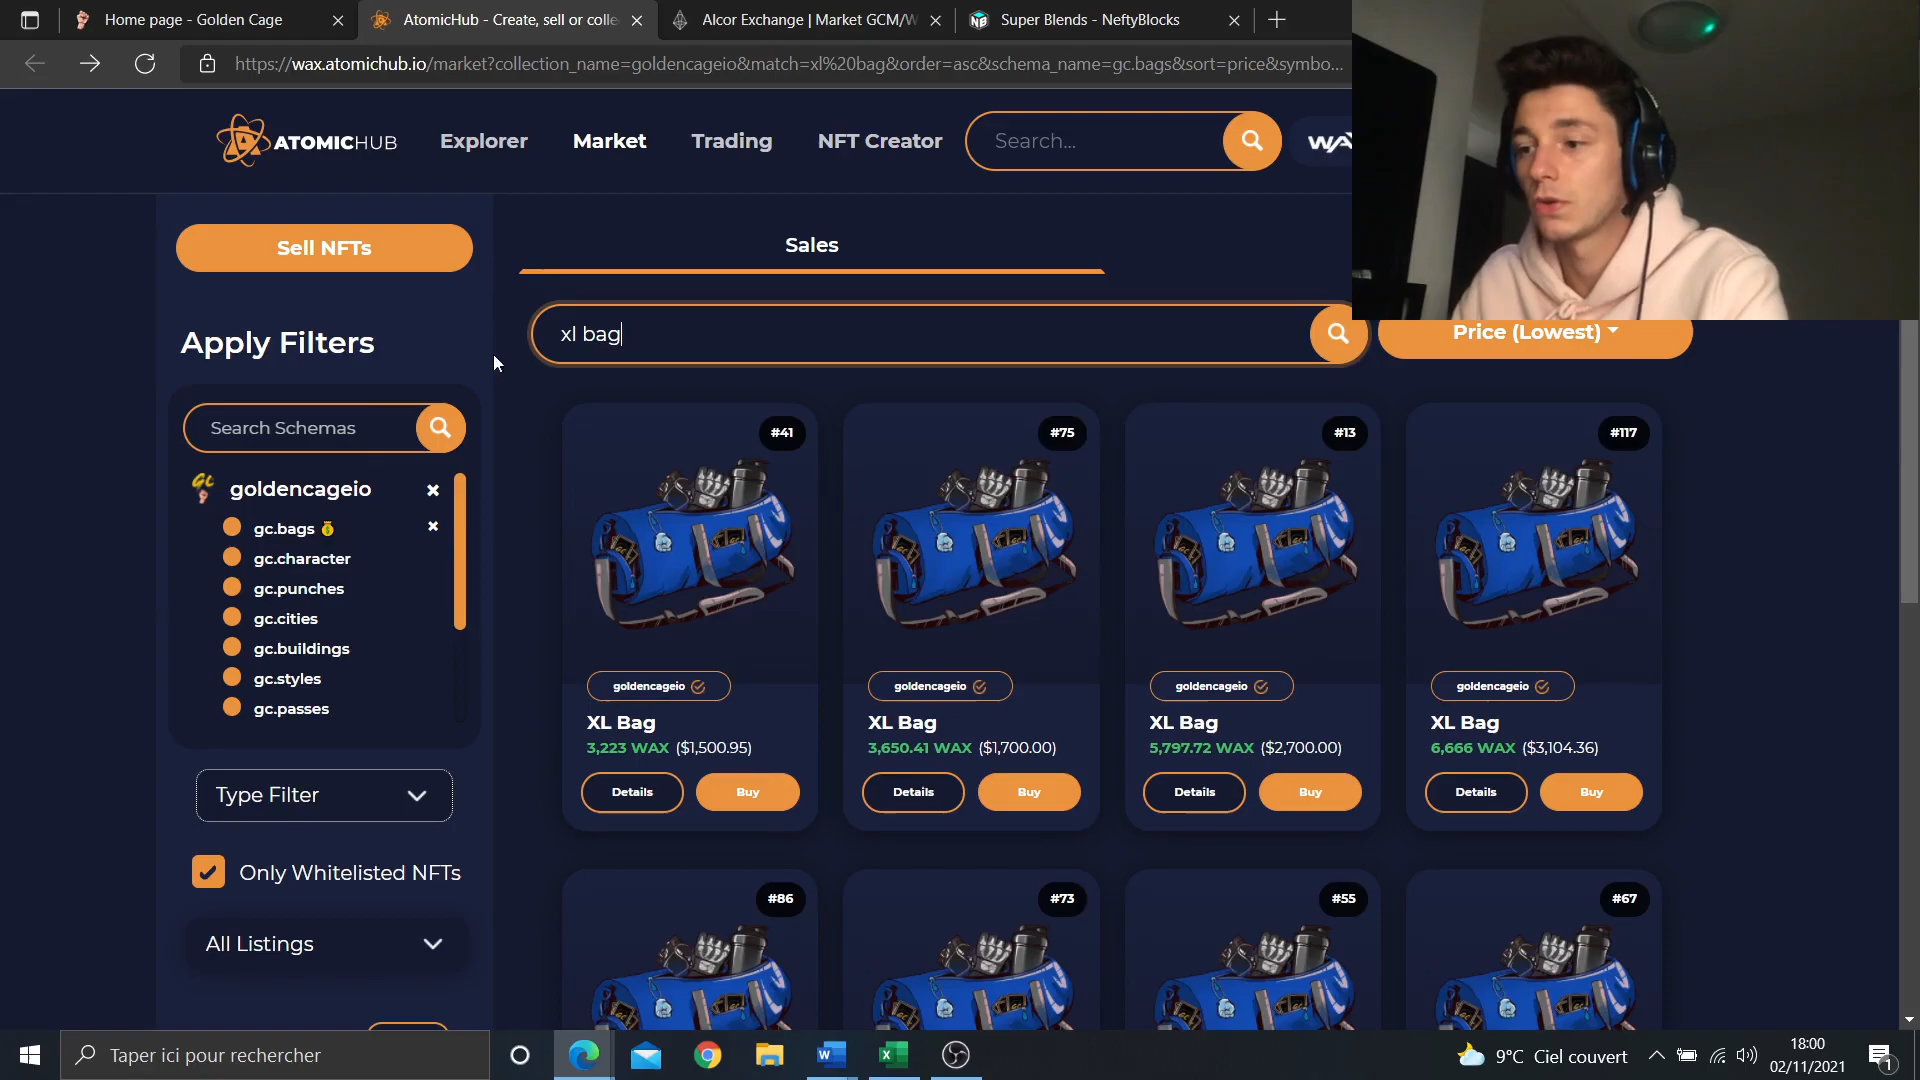 Home page - Golden Cage
AtomicHub - Create, sell or colle
Alcor Exchange | Market GCM/W
Super Blends - NeftyBlocks
https://wax.atomichub.io/market?collection_name=goldencageio&match=xl%20bag&order=asc&schema_name=gc.bags&sort=price&symbo...
ATOMICHUB
Explorer
Market
Trading
NFT Creator
Search...
WA
Sell NFTs
Sales
Apply Filters
xl bag
Price (Lowest)
Search Schemas
goldencageio
gc.bags
gc.character
gc.punches
gc.cities
gc.buildings
gc.styles
gc.passes
Type Filter
Only Whitelisted NFTs
All Listings
#41
#75
#13
#117
goldencageio
goldencageio
goldencageio
goldencageio
XL Bag
XL Bag
XL Bag
XL Bag
3,223 WAX ($1,500.95)
3,650.41 WAX ($1,700.00)
5,797.72 WAX ($2,700.00)
6,666 WAX ($3,104.36)
Details Buy
Details Buy
Details Buy
Details Buy
#86
#73
#55
#67
Taper ici pour rechercher
9°C Ciel couvert
18:00
02/11/2021
1